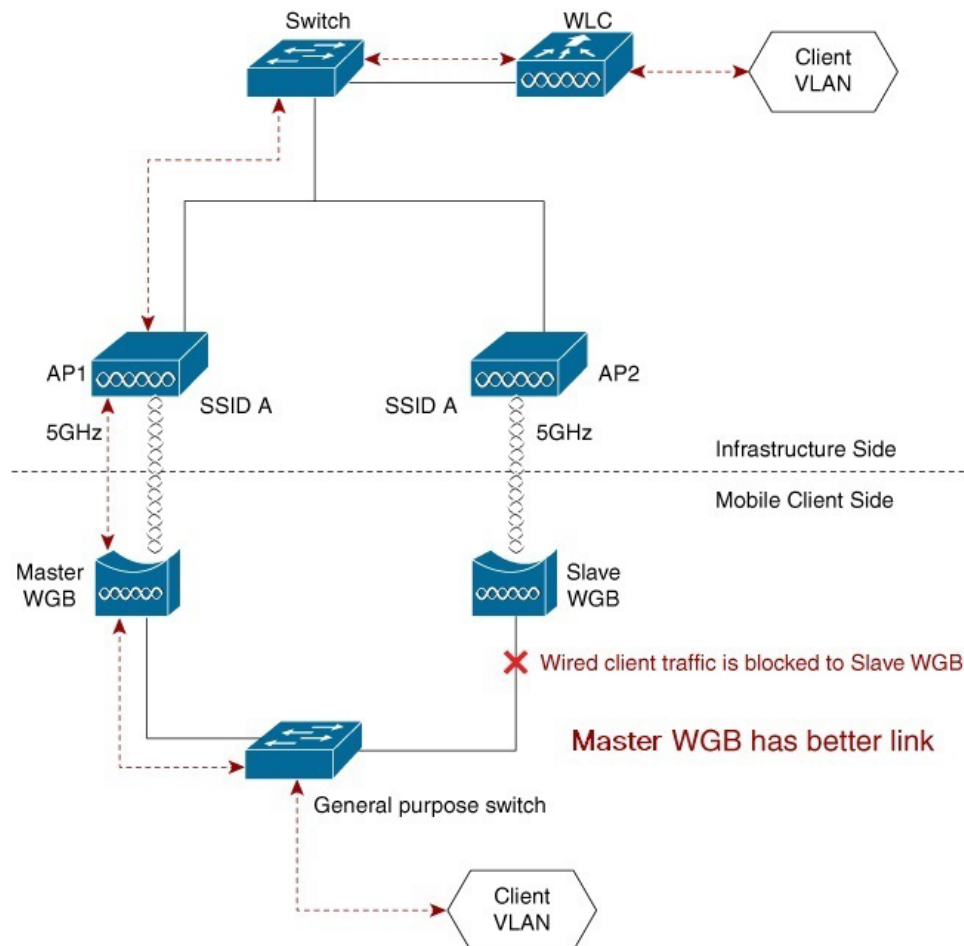 Switch
WLC
Client
VLAN
AP1
SSID A
SSID A
AP2
5GHz
5GHz
Infrastructure Side
Mobile Client Side
Master
WGB
Slave
WGB
Wired client traffic is blocked to Slave WGB
Master WGB has better link
General purpose switch
Client
VLAN